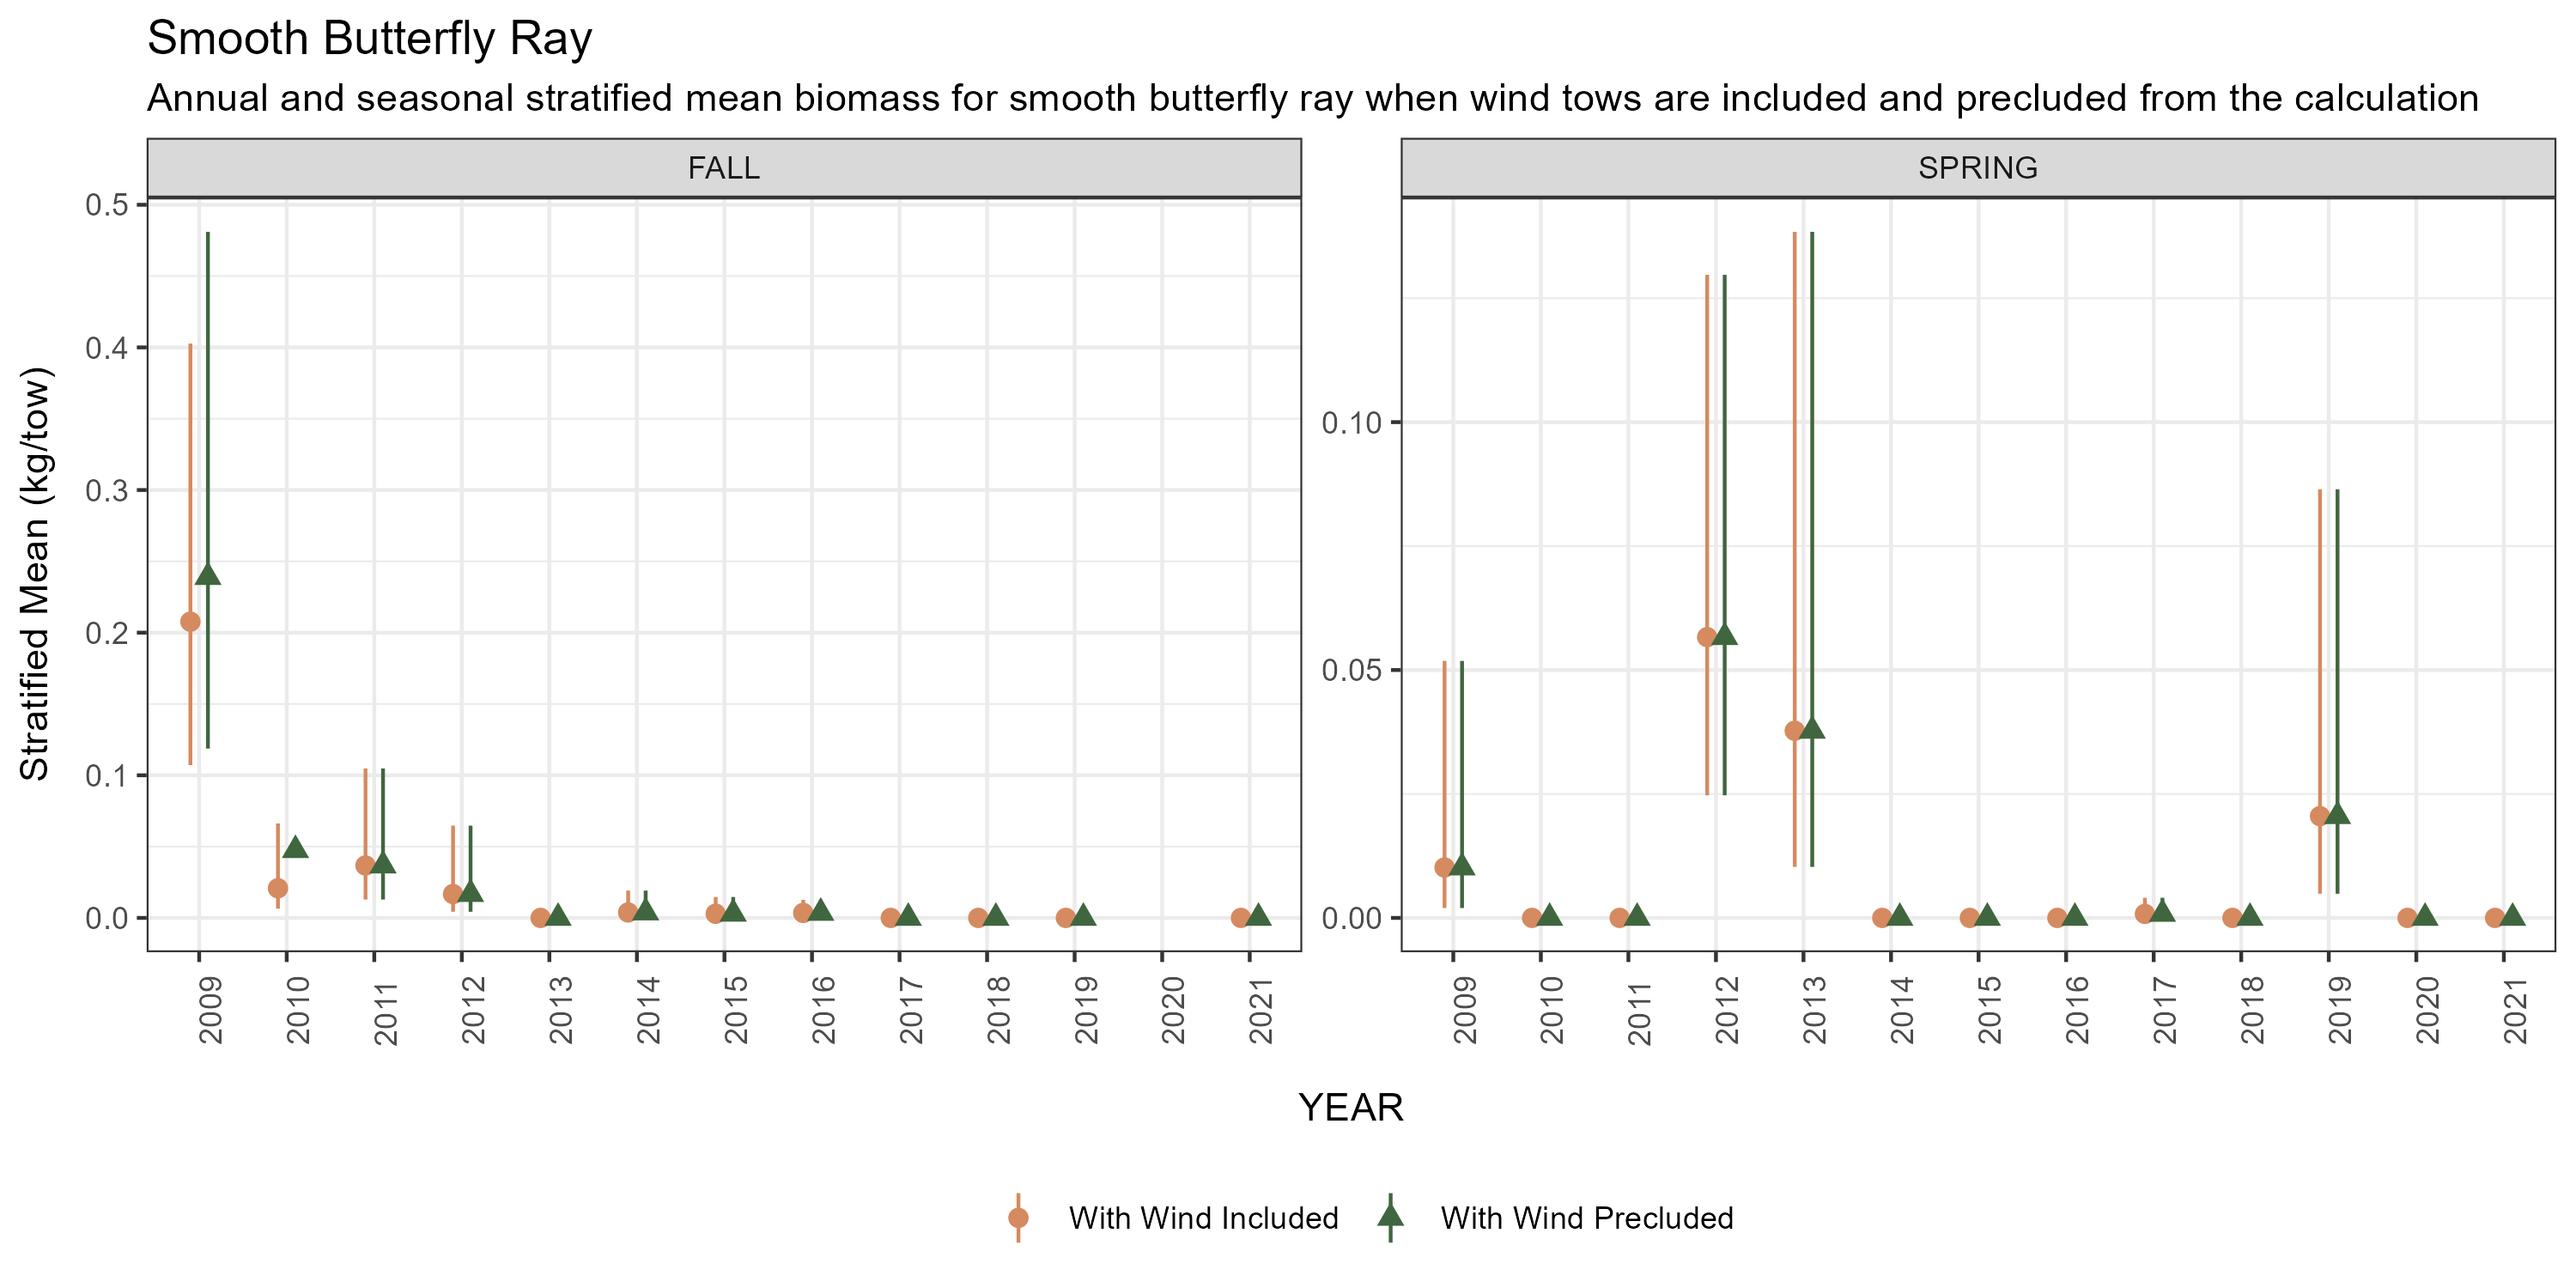 Smooth Butterfly Ray
Annual and seasonal stratified mean biomass for smooth butterfly ray when wind tows are included and precluded from the calculation
FALL
SPRING
Stratified Mean (kg/tow)
0.5
0.4
0.3
0.2
0.1
0.0
0.10
0.05
0.00
2009 2010 2011 2012 2013 2014 2015 2016 2017 2018 2019 2020 2021
2009 2010 2011 2012 2013 2014 2015 2016 2017 2018 2019 2020 2021
YEAR
With Wind Included
With Wind Precluded